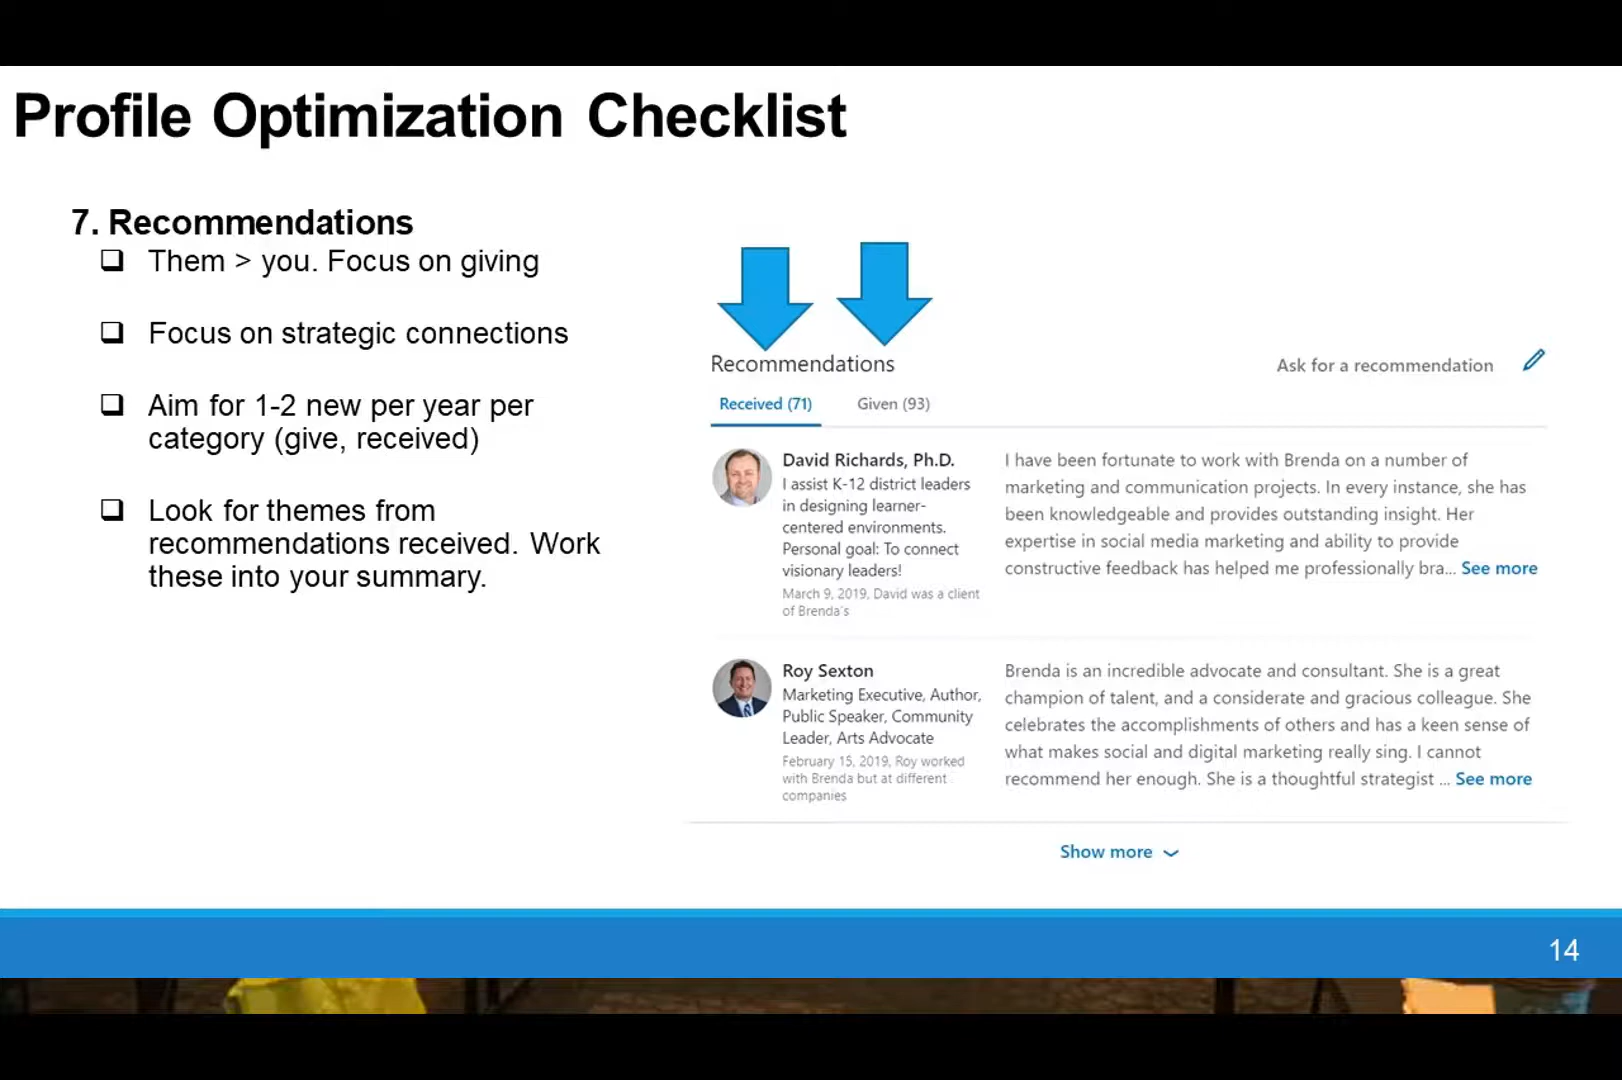 Profile Optimization Checklist
7. Recommendations
Them > you. Focus on giving
Focus on strategic connections
Aim for 1-2 new per year per
category (give, received)
Look for themes from
recommendations received. Work
these into your summary.
Recommendations
Ask for a recommendation
Received (71)
Given (93)
David Richards, Ph.D.
I assist K-12 district leaders
in designing learner-
centered environments.
Personal goal: To connect
visionary leaders!
March 9, 2019, David was a client
of Brenda's
I have been fortunate to work with Brenda on a number of
marketing and communication projects. In every instance, she has
been knowledgeable and provides outstanding insight. Her
expertise in social media marketing and ability to provide
constructive feedback has helped me professionally bra... See more
Roy Sexton
Marketing Executive, Author,
Public Speaker, Community
Leader, Arts Advocate
February 15, 2019, Roy worked
with Brenda but at different
companies
Brenda is an incredible advocate and consultant. She is a great
champion of talent, and a considerate and gracious colleague. She
celebrates the accomplishments of others and has a keen sense of
what makes social and digital marketing really sing. I cannot
recommend her enough. She is a thoughtful strategist ... See more
Show more
14